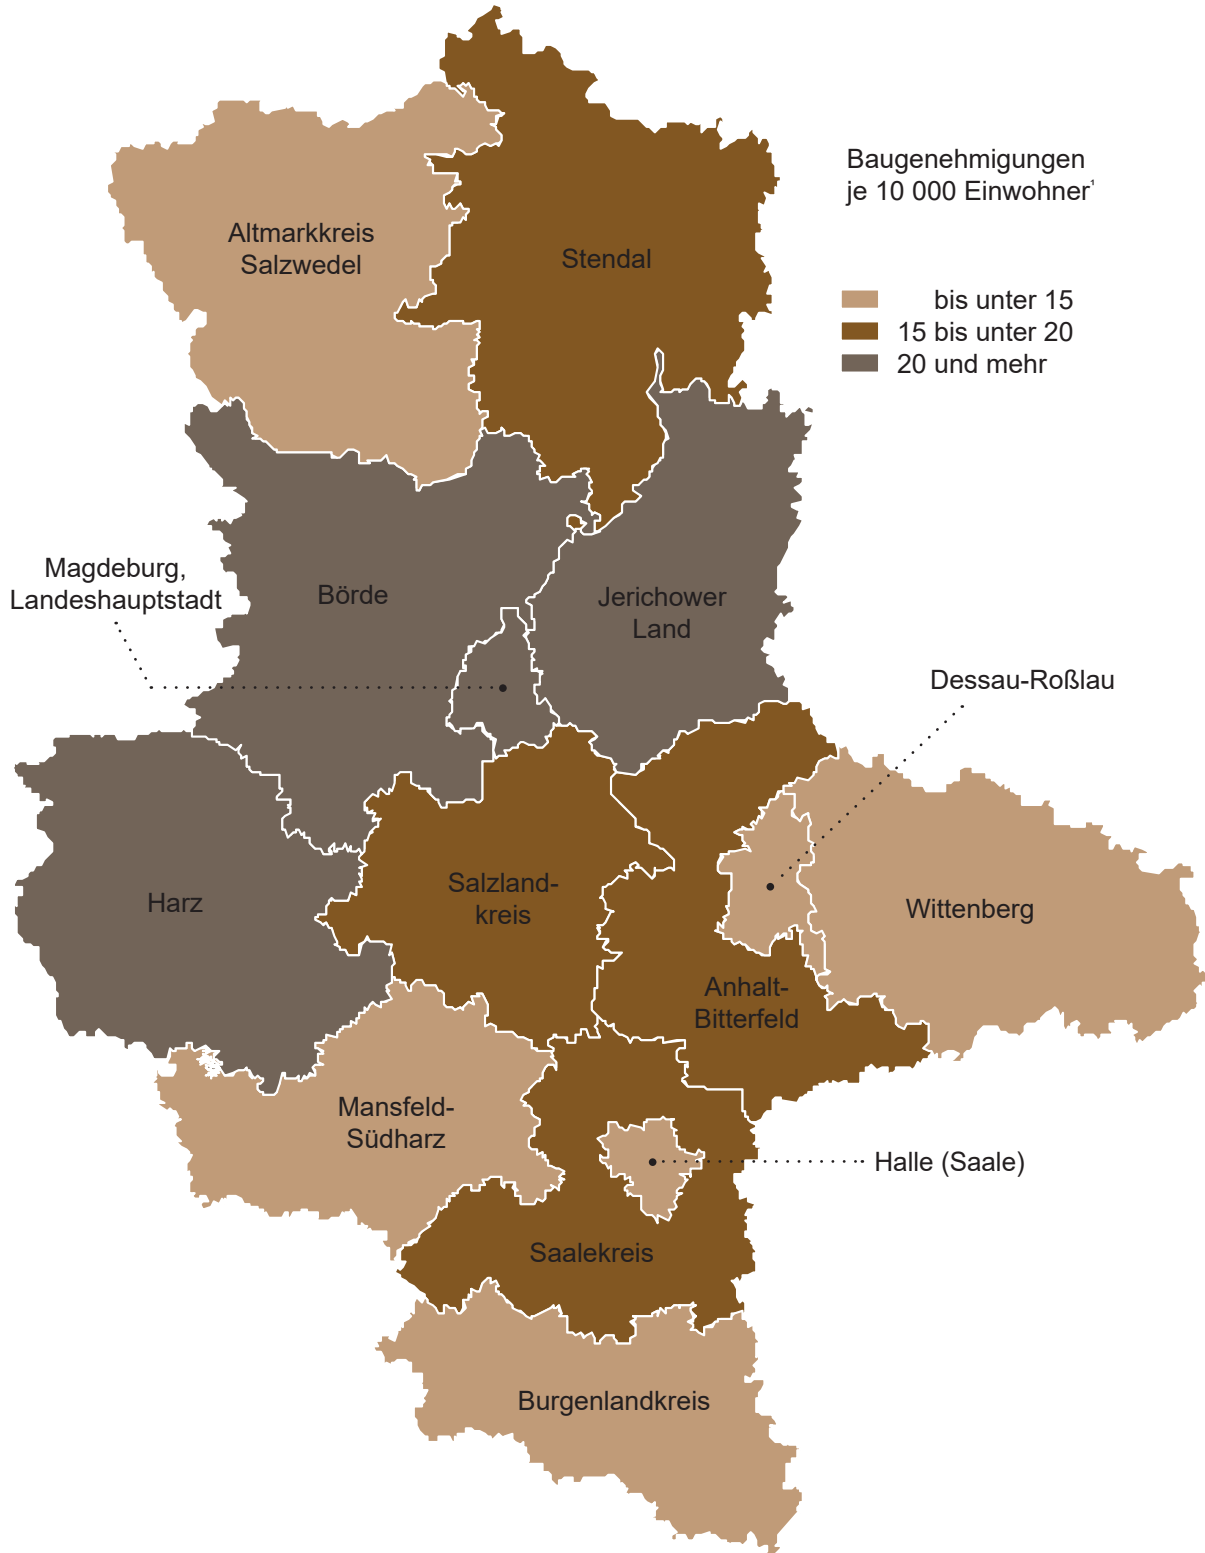 Baugenehmigungen
je 10 000 Einwohner¹
bis unter 15
15 bis unter 20
20 und mehr
Altmarkkreis
Salzwedel
Stendal
Magdeburg,
Landeshauptstadt
Börde
Jerichower
Land
Dessau-Roßlau
Harz
Salzland-
kreis
Wittenberg
Anhalt-
Bitterfeld
Mansfeld-
Südharz
Halle (Saale)
Saalekreis
Burgenlandkreis